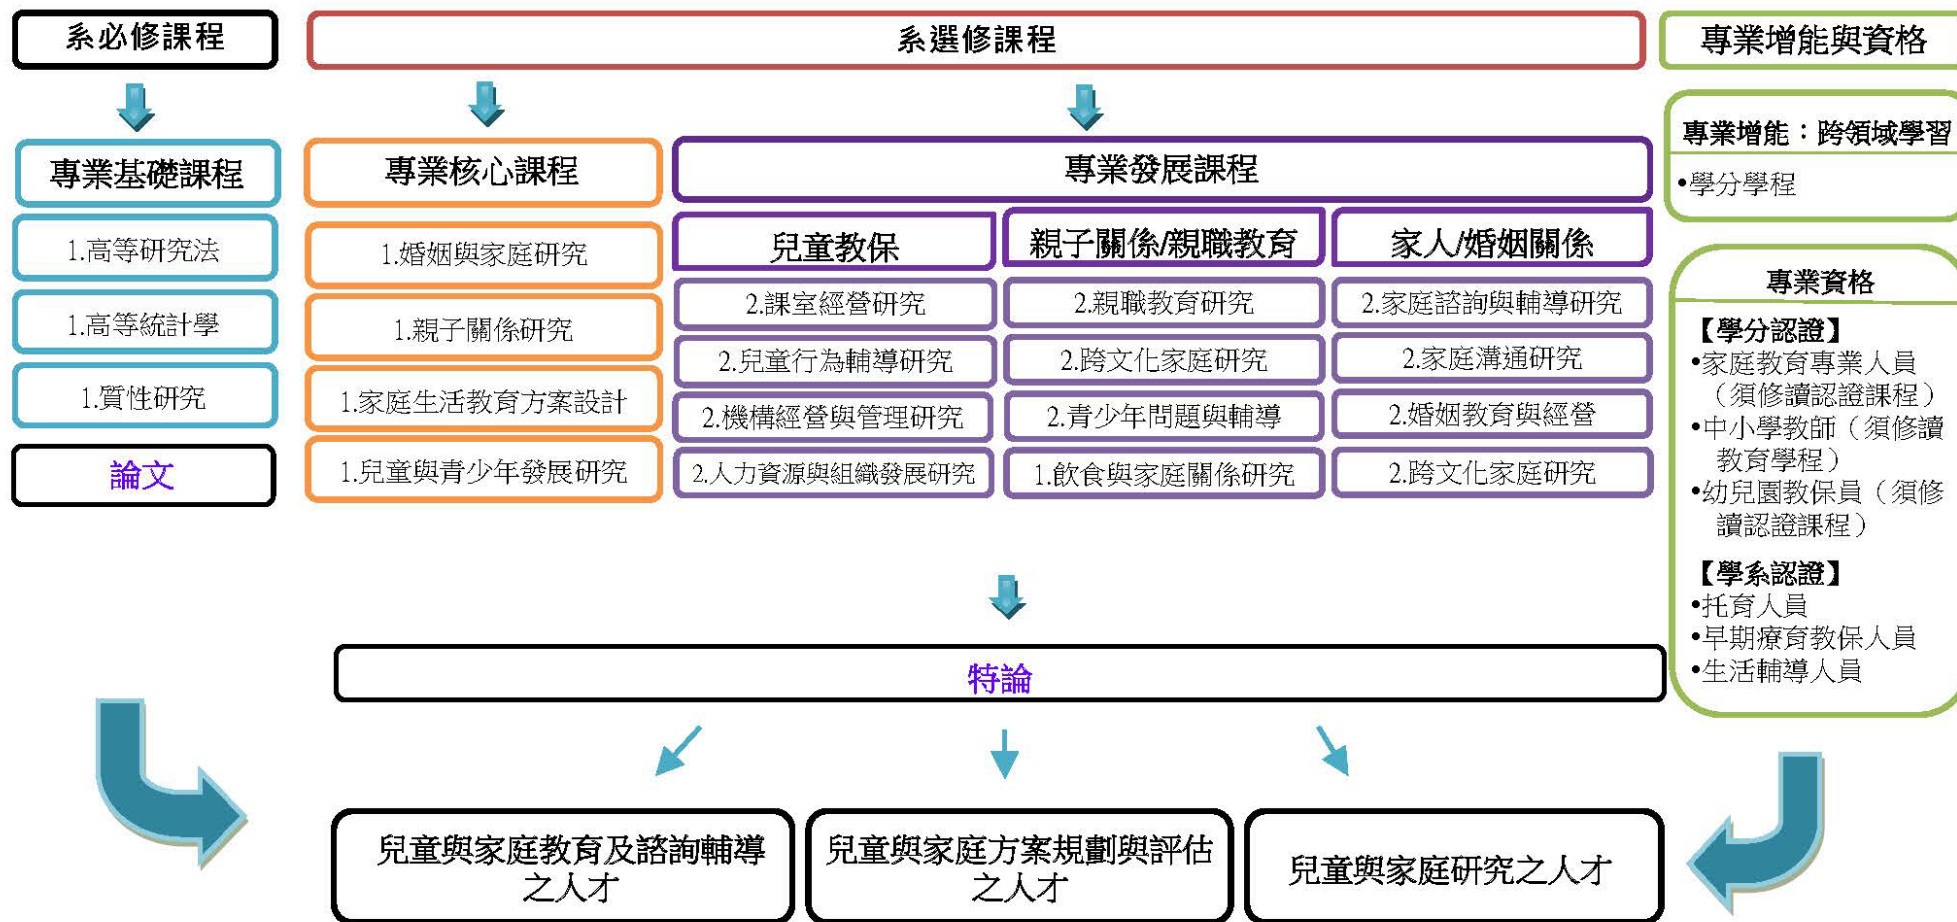 系必修課程
系選修課程
專業增能與資格
專業基礎課程
1.高等研究法
1.高等統計學
1.質性研究
論文
專業核心課程
1.婚姻與家庭研究
1.親子關係研究
1.家庭生活教育方案設計
1.兒童與青少年發展研究
專業發展課程
兒童教保
2.課室經營研究
2.兒童行為輔導研究
2.機構經營與管理研究
2.人力資源與組織發展研究
親子關係/親職教育
2.親職教育研究
2.跨文化家庭研究
2.青少年問題與輔導
1.飲食與家庭關係研究
家人/婚姻關係
2.家庭諮詢與輔導研究
2.家庭溝通研究
2.婚姻教育與經營
2.跨文化家庭研究
專業增能：跨領域學習
•學分學程
專業資格
【學分認證】
•家庭教育專業人員
（須修讀認證課程）
•中小學教師（須修讀
教育學程）
•幼兒園教保員（須修
讀認證課程）
【學系認證】
•托育人員
•早期療育教保人員
•生活輔導人員
特論
兒童與家庭教育及諮詢輔導
之人才
兒童與家庭方案規劃與評估
之人才
兒童與家庭研究之人才